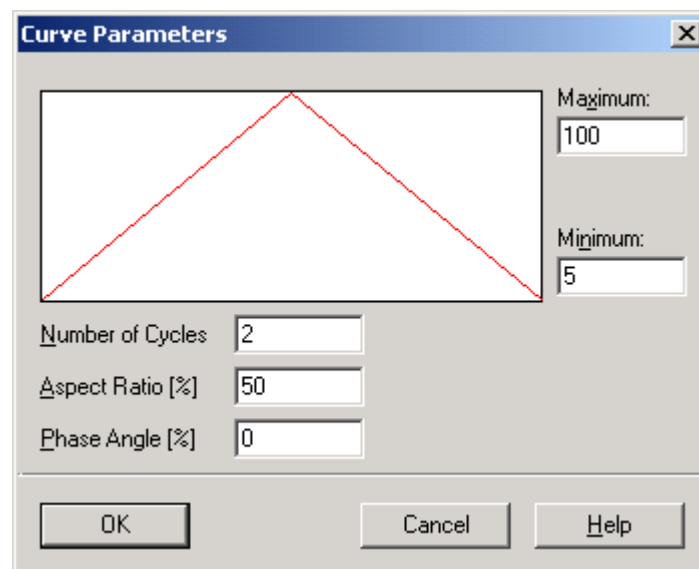 Curve Parameters
Maximum:
100
Minimum:
5
Number of Cycles 2
Aspect Ratio [%] 50
Phase Angle [%] 0
OK Cancel Help